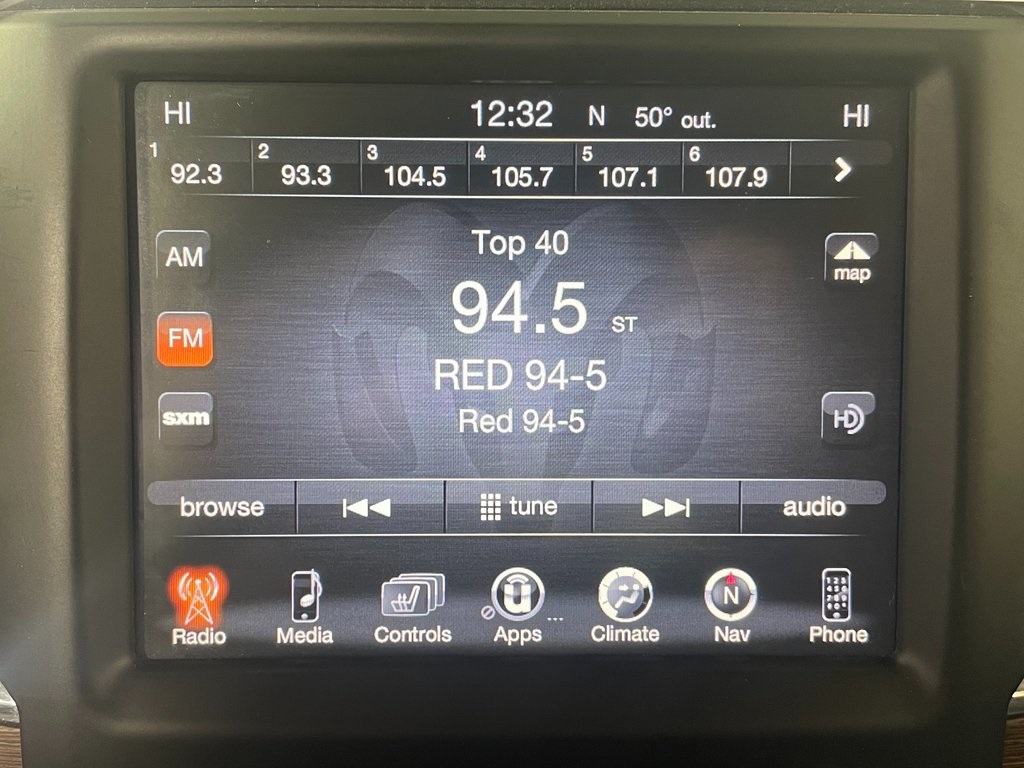 HI 12:32 N 50° out. HI
1 92.3 2 93.3 3 104.5 4 105.7 5 107.1 6 107.9
Top 40
AM
map
94.5 ST
FM
RED 94-5
Red 94-5
sxm
HD
browse tune audio
N
Radio Media Controls Apps ... Climate Nav Phone